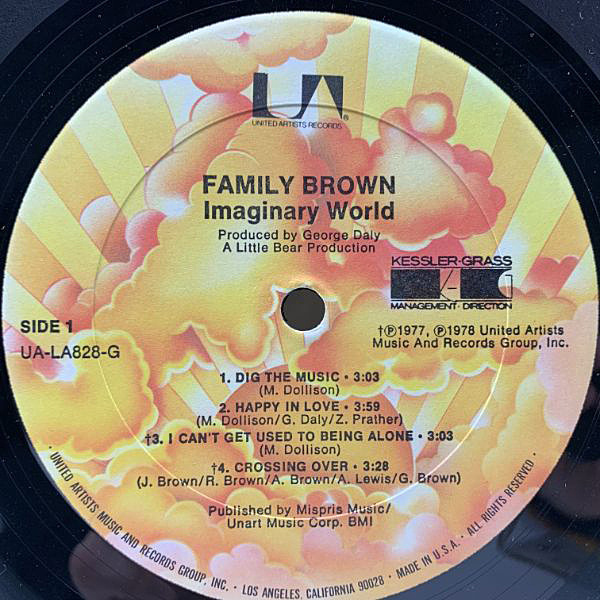 UA
UNITED ARTISTS RECORDS®
FAMILY BROWN
Imaginary World
Produced by George Daly
A Little Bear Production
KESSLER·GRASS
K/-G
MANAGEMENT·DIRECTION
SIDE 1
UA-LA828-G
†Ⓟ1977, Ⓟ1978 United Artists
Music And Records Group, Inc.
1. DIG THE MUSIC • 3:03
(M. Dollison)
2. HAPPY IN LOVE • 3:59
(M. Dollison/G. Daly/Z. Prather)
†3. I CAN'T GET USED TO BEING ALONE • 3:03
(M. Dollison)
†4. CROSSING OVER • 3:28
(J. Brown/R. Brown/A. Brown/A. Lewis/G. Brown)
Published by Mispris Music/
Unart Music Corp. BMI
· UNITED ARTISTS MUSIC AND RECORDS GROUP, INC. · LOS ANGELES, CALIFORNIA 90028 · MADE IN U.S.A. · ALL RIGHTS RESERVED ·